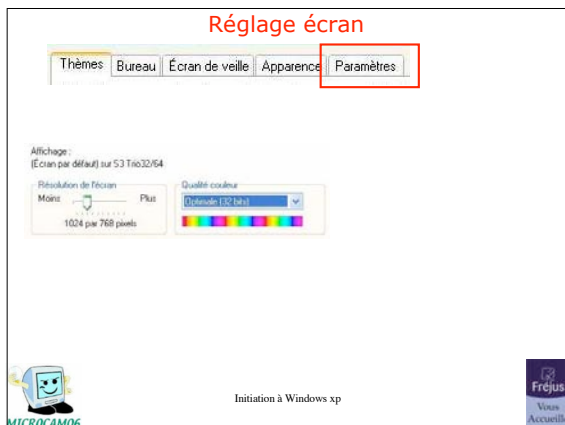 Réglage écran
Thèmes Bureau Écran de veille Apparence Paramètres
Affichage :
(Écran par défaut) sur S3 Trio32/64
Résolution de l'écran Qualité couleur
Moins Plus Optimale (32 bits)
1024 par 768 pixels
Initiation à Windows xp
MICROCAM06
Fréjus
Vous
Accueille